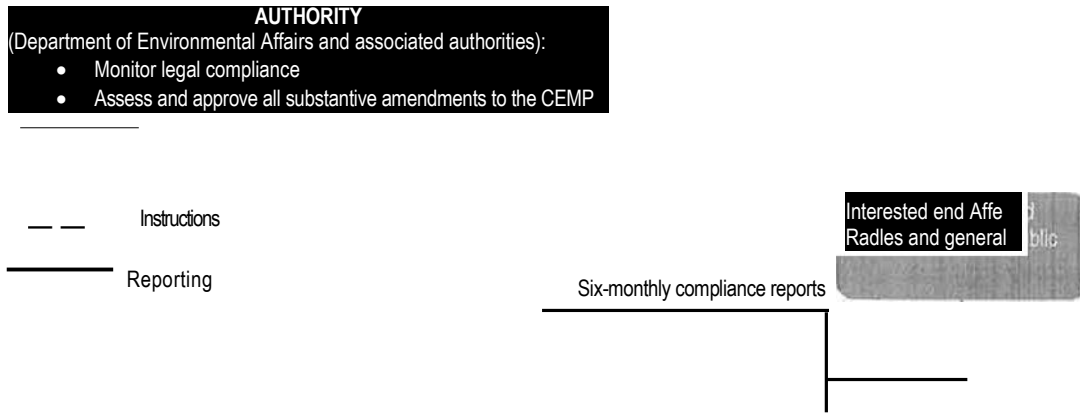 AUTHORITY
(Department of Environmental Affairs and associated authorities):
• Monitor legal compliance
• Assess and approve all substantive amendments to the CEMP
Instructions
Reporting
Interested end Affe d
Radles and general blic
Six-monthly compliance reports